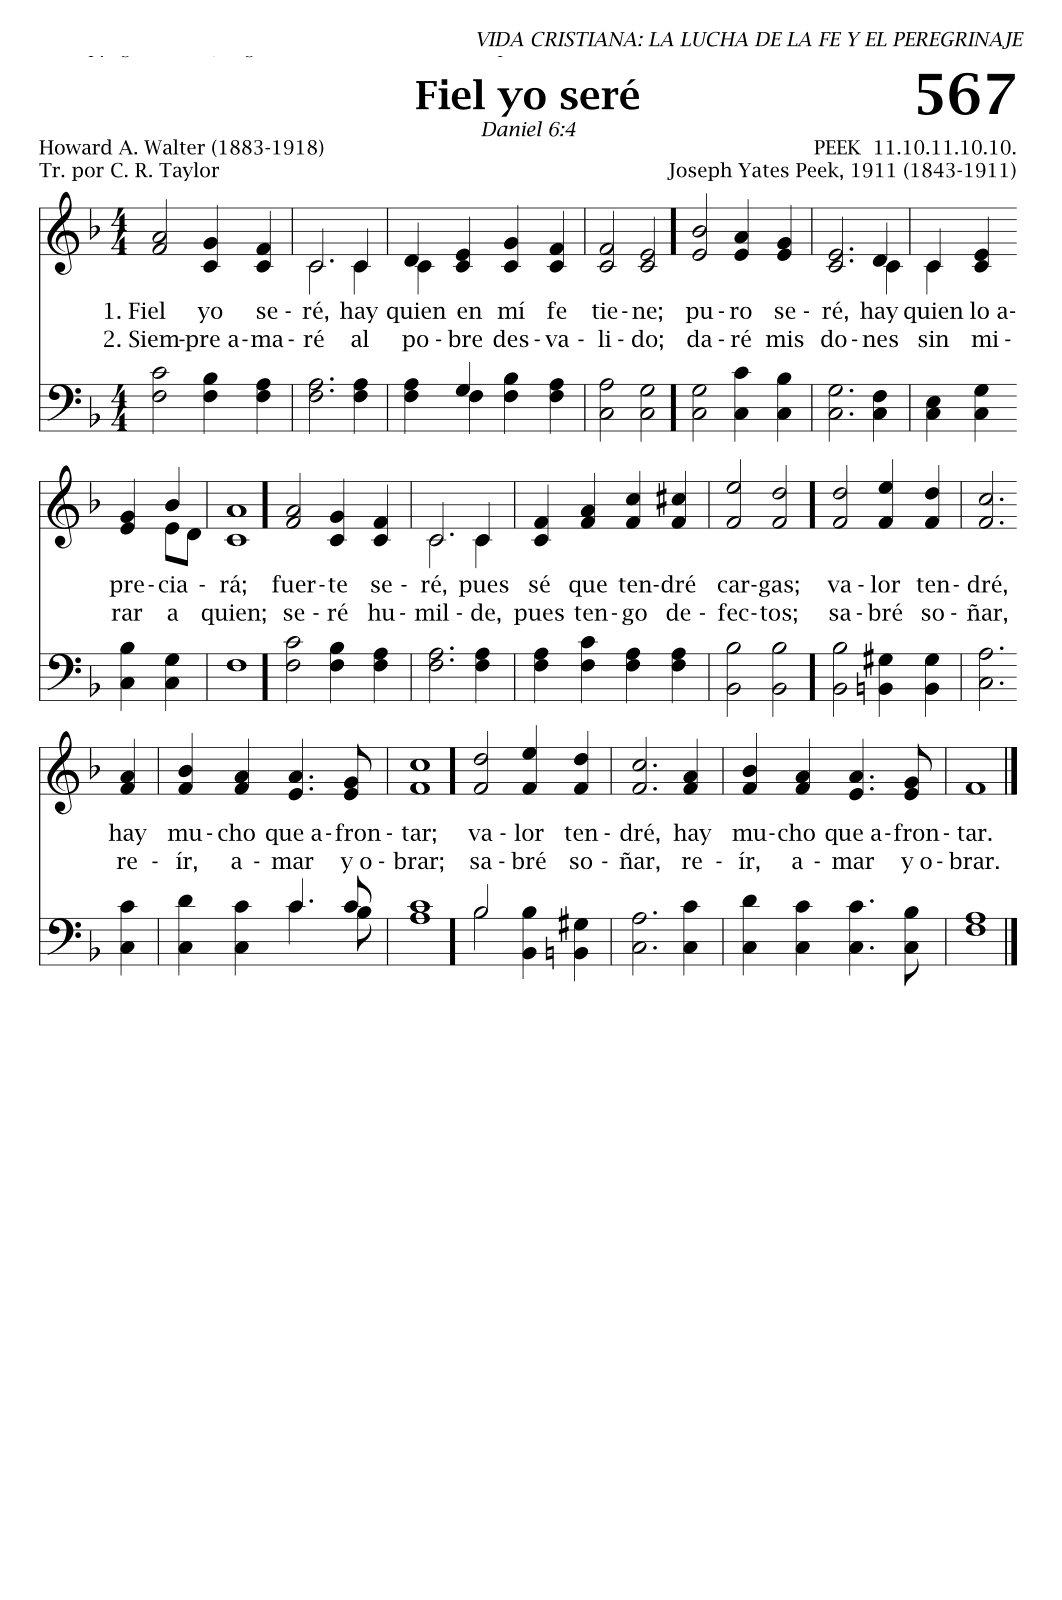 VIDA CRISTIANA: LA LUCHA DE LA FE Y EL PEREGRINAJE
Fiel yo seré
567
Daniel 6:4
Howard A. Walter (1883-1918)
PEEK 11.10.11.10.10.
Tr. por C. R. Taylor
Joseph Yates Peek, 1911 (1843-1911)
1. Fiel yo se - ré, hay quien en mí fe tie - ne; pu - ro se - ré, hay quien lo a-
2. Siem-pre a-ma - ré al po - bre des - va - li - do; da - ré mis do - nes sin mi -
pre - cia - rá; fuer - te se - ré, pues sé que ten-dré car-gas; va - lor ten - dré,
rar a quien; se - ré hu - mil - de, pues ten - go de - fec - tos; sa - bré so - ñar,
hay mu - cho que a-fron - tar; va - lor ten - dré, hay mu-cho que a-fron - tar.
re - ír, a - mar y o - brar; sa - bré so - ñar, re - ír, a - mar y o - brar.